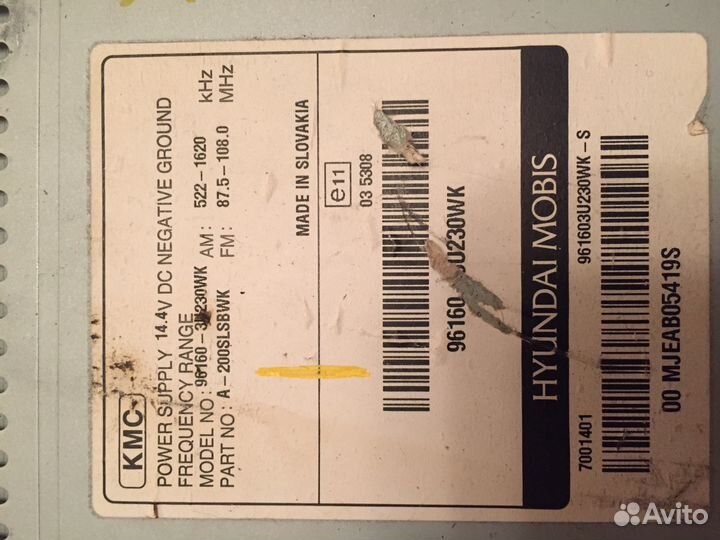 KMC
POWER SUPPLY 14.4V DC NEGATIVE GROUND
FREQUENCY RANGE
MODEL NO: 96160-3U230WK AM: 522-1620 kHz
PART NO: A-200SLSBWK FM: 87.5-108.0 MHz
MADE IN SLOVAKIA
e11
03 5308
96160 U230WK
HYUNDAI MOBIS
7001401 961603U230WK-S
00 MJEAB05419S
Avito